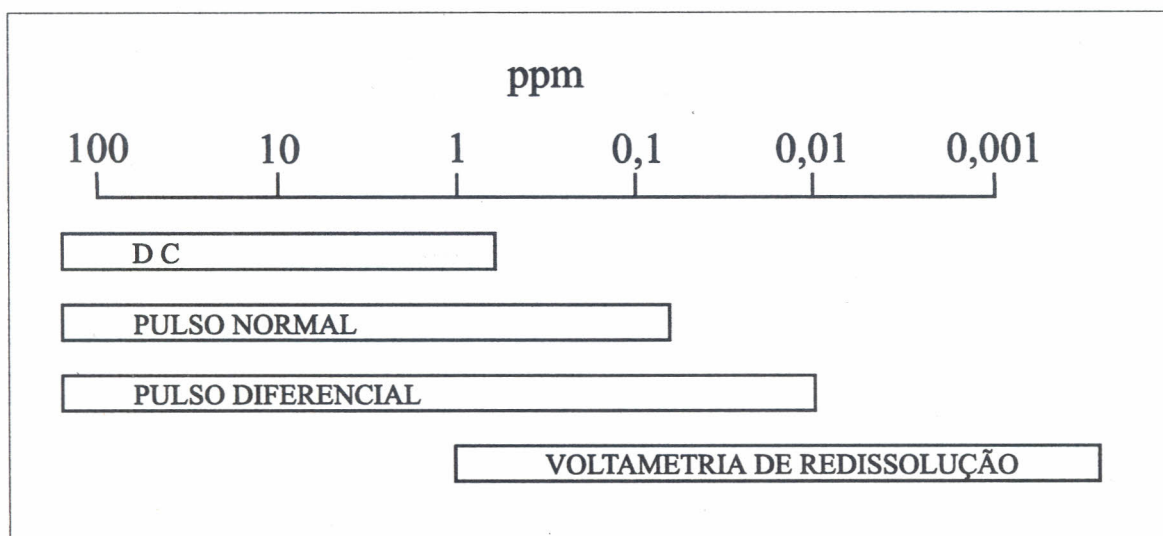 ppm
100 10 1 0,1 0,01 0,001
D C
PULSO NORMAL
PULSO DIFERENCIAL
VOLTAMETRIA DE REDISSOLUÇÃO